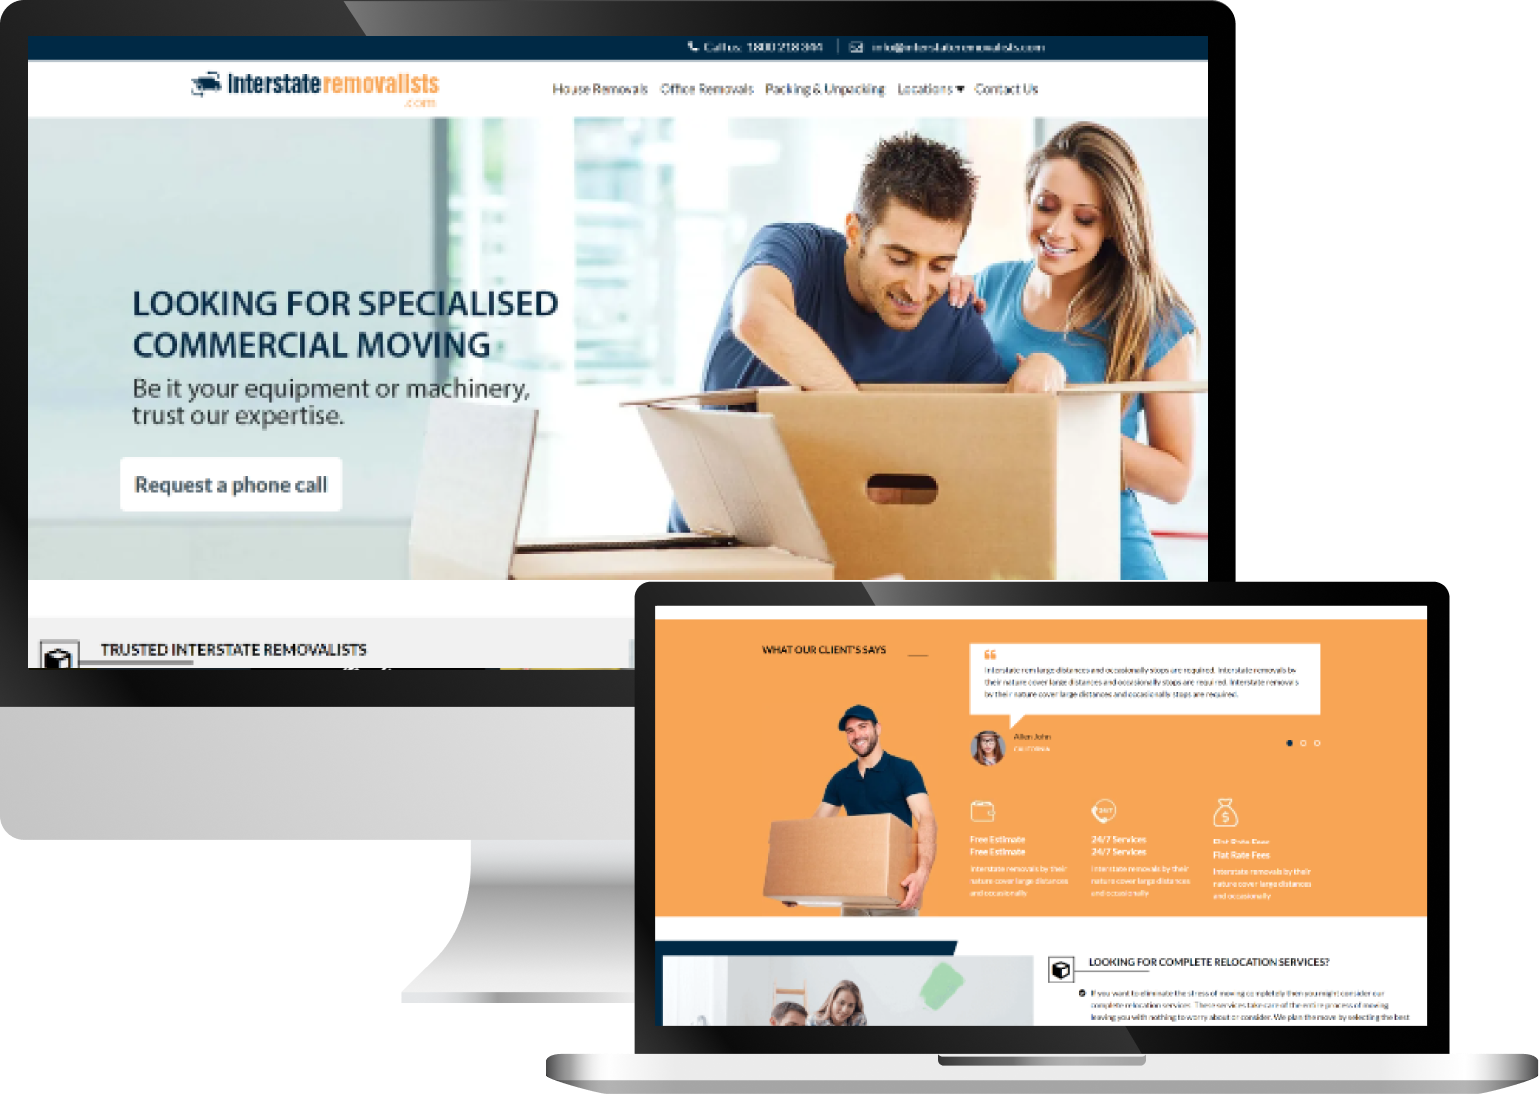 Call us: 1800 218 344
info@interstateremovalists.com
interstateremovalists
.com
House Removals Office Removals Packing & Unpacking Locations ▾ Contact Us
LOOKING FOR SPECIALISED
COMMERCIAL MOVING
Be it your equipment or machinery,
trust our expertise.
Request a phone call
TRUSTED INTERSTATE REMOVALISTS
WHAT OUR CLIENT'S SAYS
Interstate rem large distances and occasionally stops are required. Interstate removals by
their nature cover large distances and occasionally stops are required. Interstate removals
by their nature cover large distances and occasionally stops are required.
Allen John
CALIFORNIA
Free Estimate
Free Estimate
Interstate removals by their
nature cover large distances
and occasionally
24/7
24/7 Services
24/7 Services
Interstate removals by their
nature cover large distances
and occasionally
$
Flat Rate Fees
Flat Rate Fees
Interstate removals by their
nature cover large distances
and occasionally
LOOKING FOR COMPLETE RELOCATION SERVICES?
If you want to eliminate the stress of moving completely then you might consider our
complete relocation services. These services take care of the entire process of moving
leaving you with nothing to worry about or consider. We plan the move by selecting the best